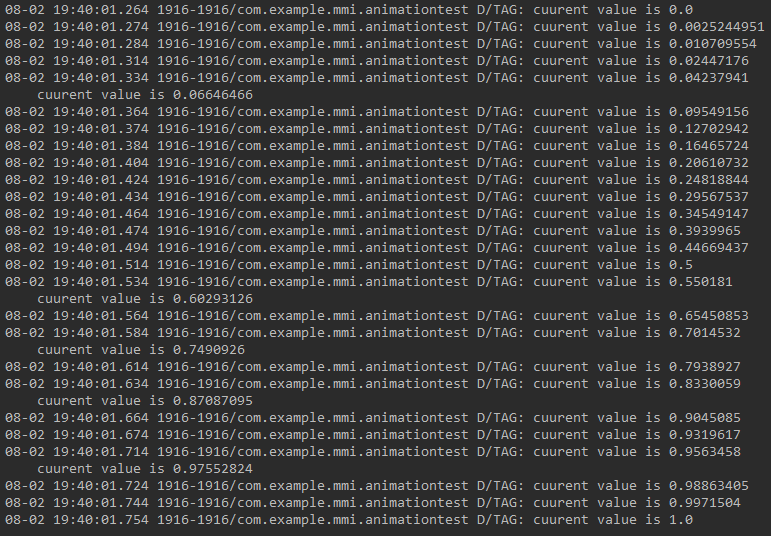 08-02 19:40:01.264 1916-1916/com.example.mmi.animationtest D/TAG: cuurent value is 0.0
08-02 19:40:01.274 1916-1916/com.example.mmi.animationtest D/TAG: cuurent value is 0.0025244951
08-02 19:40:01.284 1916-1916/com.example.mmi.animationtest D/TAG: cuurent value is 0.010709554
08-02 19:40:01.314 1916-1916/com.example.mmi.animationtest D/TAG: cuurent value is 0.02447176
08-02 19:40:01.334 1916-1916/com.example.mmi.animationtest D/TAG: cuurent value is 0.04237941
cuurent value is 0.06646466
08-02 19:40:01.364 1916-1916/com.example.mmi.animationtest D/TAG: cuurent value is 0.09549156
08-02 19:40:01.374 1916-1916/com.example.mmi.animationtest D/TAG: cuurent value is 0.12702942
08-02 19:40:01.384 1916-1916/com.example.mmi.animationtest D/TAG: cuurent value is 0.16465724
08-02 19:40:01.404 1916-1916/com.example.mmi.animationtest D/TAG: cuurent value is 0.20610732
08-02 19:40:01.424 1916-1916/com.example.mmi.animationtest D/TAG: cuurent value is 0.24818844
08-02 19:40:01.434 1916-1916/com.example.mmi.animationtest D/TAG: cuurent value is 0.29567537
08-02 19:40:01.464 1916-1916/com.example.mmi.animationtest D/TAG: cuurent value is 0.34549147
08-02 19:40:01.474 1916-1916/com.example.mmi.animationtest D/TAG: cuurent value is 0.3939965
08-02 19:40:01.494 1916-1916/com.example.mmi.animationtest D/TAG: cuurent value is 0.44669437
08-02 19:40:01.514 1916-1916/com.example.mmi.animationtest D/TAG: cuurent value is 0.5
08-02 19:40:01.534 1916-1916/com.example.mmi.animationtest D/TAG: cuurent value is 0.550181
cuurent value is 0.60293126
08-02 19:40:01.564 1916-1916/com.example.mmi.animationtest D/TAG: cuurent value is 0.65450853
08-02 19:40:01.584 1916-1916/com.example.mmi.animationtest D/TAG: cuurent value is 0.7014532
cuurent value is 0.7490926
08-02 19:40:01.614 1916-1916/com.example.mmi.animationtest D/TAG: cuurent value is 0.7938927
08-02 19:40:01.634 1916-1916/com.example.mmi.animationtest D/TAG: cuurent value is 0.8330059
cuurent value is 0.87087095
08-02 19:40:01.664 1916-1916/com.example.mmi.animationtest D/TAG: cuurent value is 0.9045085
08-02 19:40:01.674 1916-1916/com.example.mmi.animationtest D/TAG: cuurent value is 0.9319617
08-02 19:40:01.714 1916-1916/com.example.mmi.animationtest D/TAG: cuurent value is 0.9563458
cuurent value is 0.97552824
08-02 19:40:01.724 1916-1916/com.example.mmi.animationtest D/TAG: cuurent value is 0.98863405
08-02 19:40:01.744 1916-1916/com.example.mmi.animationtest D/TAG: cuurent value is 0.9971504
08-02 19:40:01.754 1916-1916/com.example.mmi.animationtest D/TAG: cuurent value is 1.0